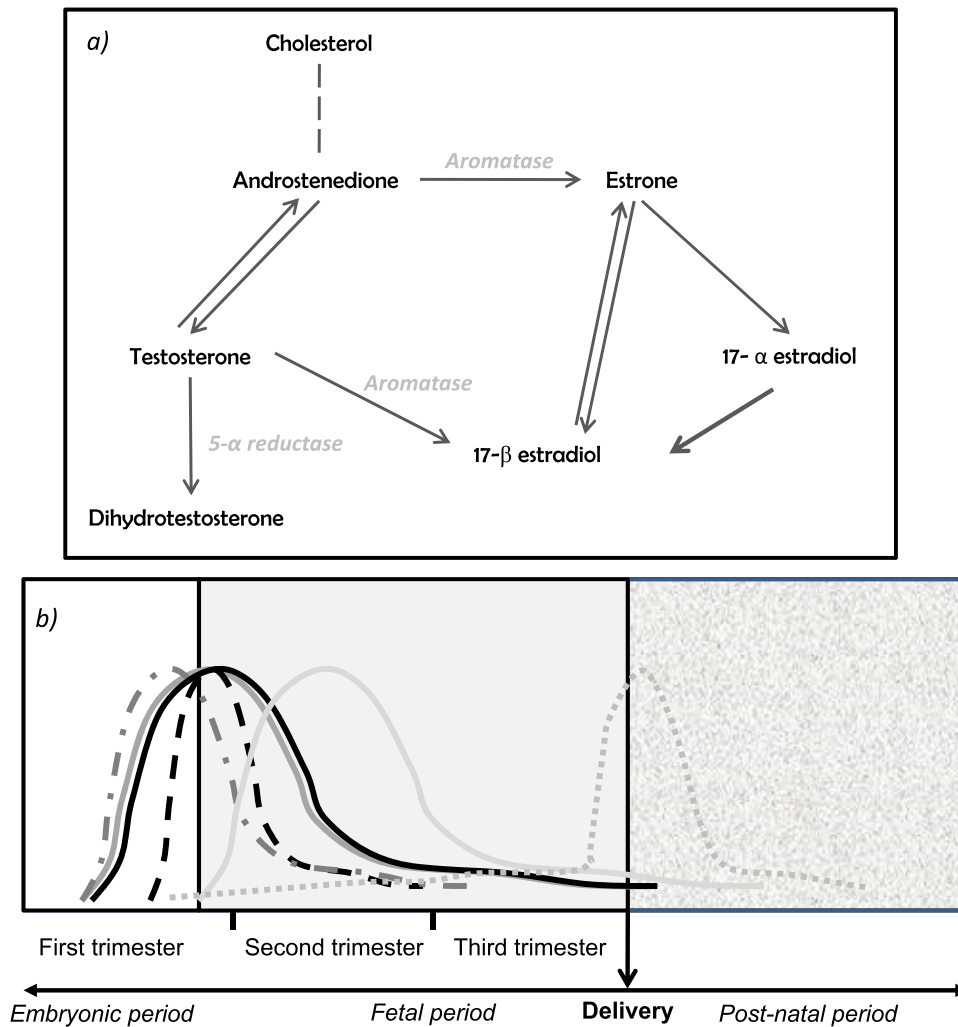 a)
Cholesterol
Aromatase
Androstenedione
Estrone
Testosterone
17- α estradiol
Aromatase
5-α reductase
17-β estradiol
Dihydrotestosterone
b)
First trimester
Second trimester
Third trimester
Embryonic period
Fetal period
Delivery
Post-natal period